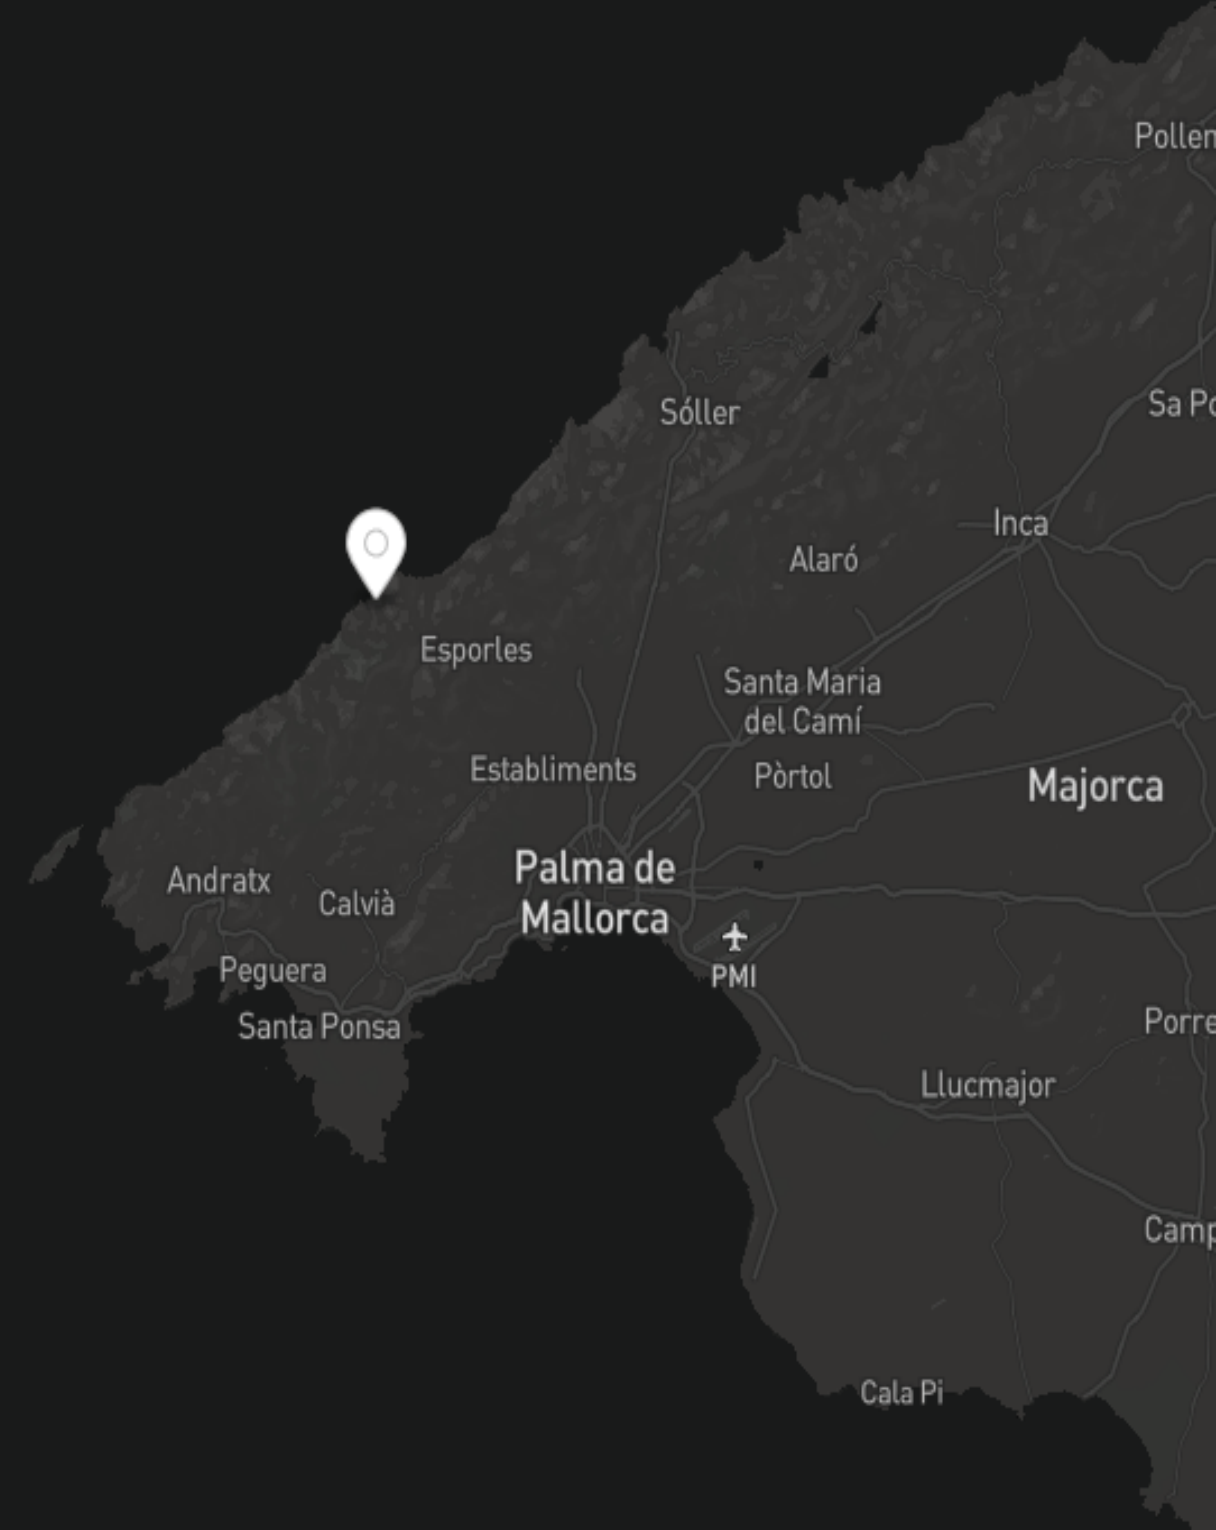 Pollen
Sóller
Sa Po
Inca
Alaró
Esporles
Santa Maria
del Camí
Establiments
Pòrtol
Majorca
Palma de
Mallorca
Andratx
Calvià
PMI
Peguera
Santa Ponsa
Porre
Llucmajor
Camp
Cala Pi